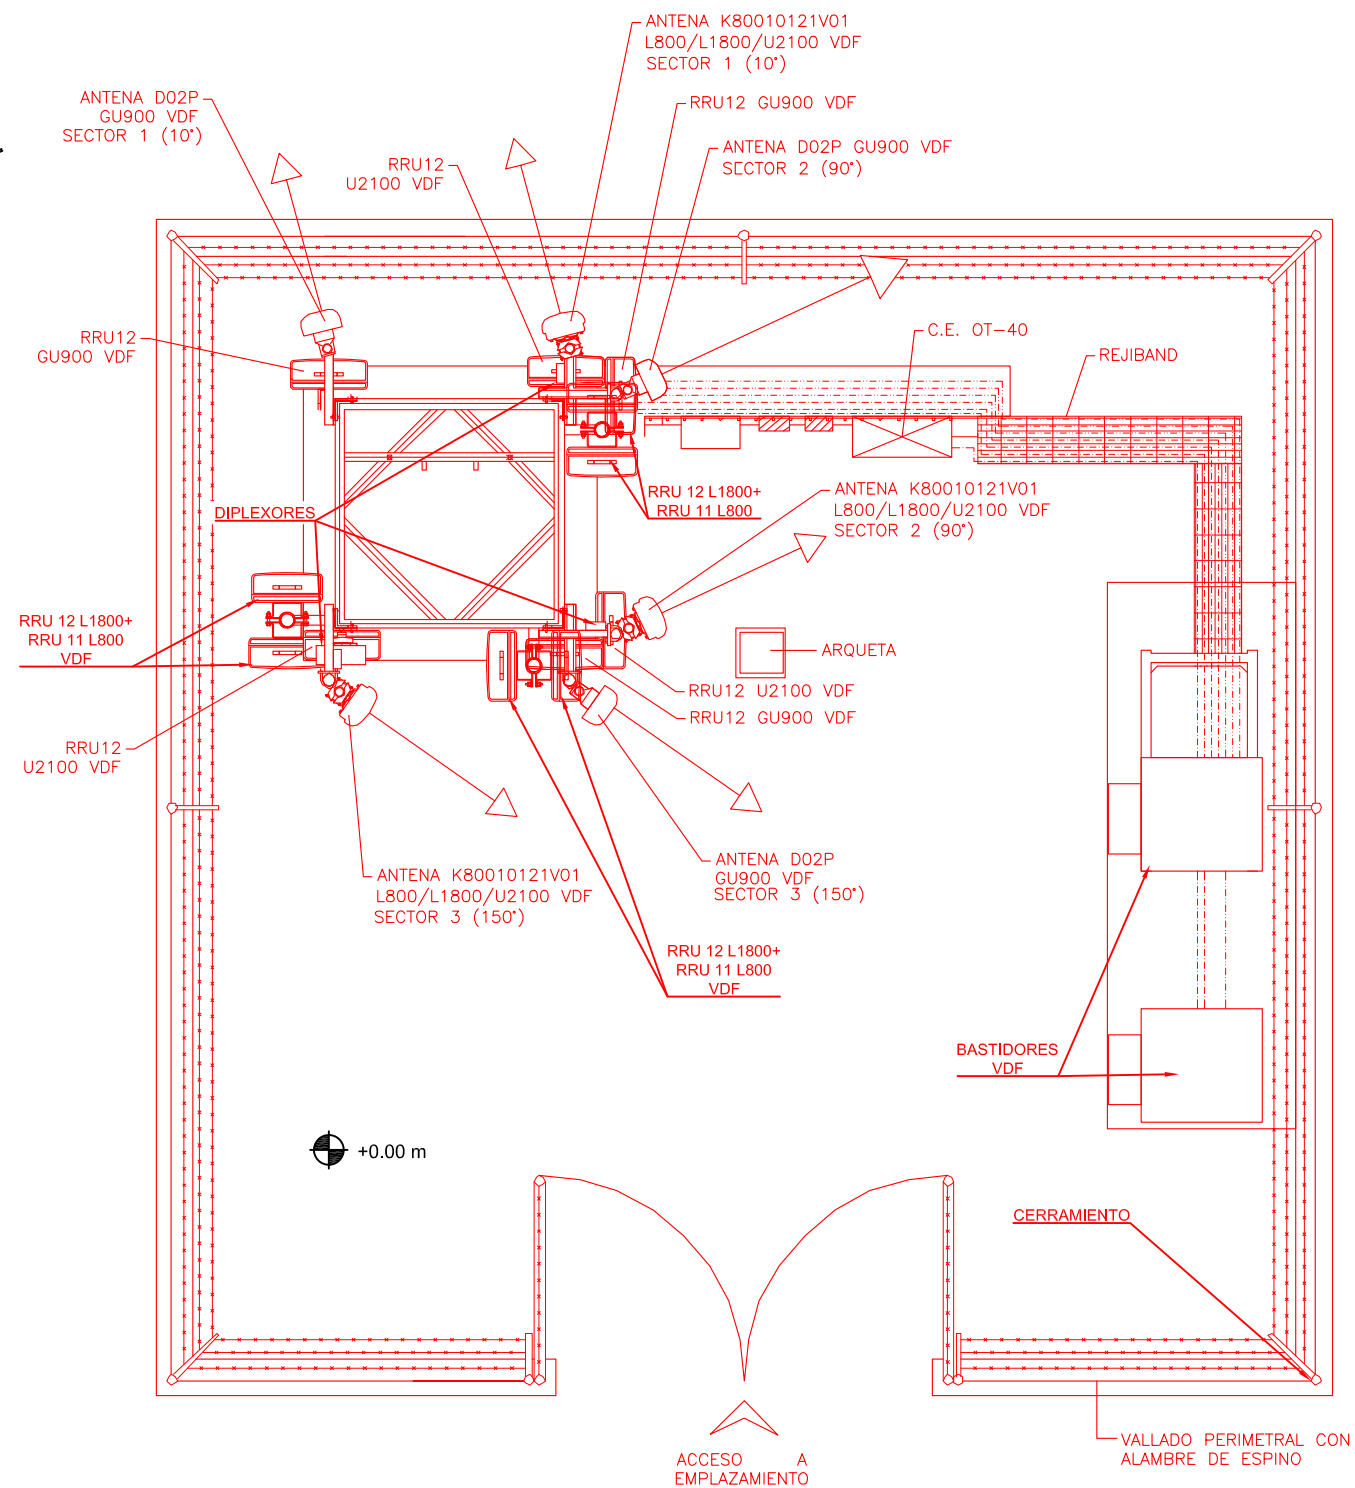 ANTENA K80010121V01
L800/L1800/U2100 VDF
SECTOR 1 (10°)
ANTENA D02P
GU900 VDF
SECTOR 1 (10°)
RRU12 GU900 VDF
RRU12
U2100 VDF
ANTENA D02P GU900 VDF
SECTOR 2 (90°)
RRU12
GU900 VDF
C.E. OT-40
REJIBAND
RRU 12 L1800+
RRU 11 L800
ANTENA K80010121V01
L800/L1800/U2100 VDF
SECTOR 2 (90°)
DIPLEXORES
RRU 12 L1800+
RRU 11 L800
VDF
ARQUETA
RRU12 U2100 VDF
RRU12 GU900 VDF
RRU12
U2100 VDF
ANTENA K80010121V01
L800/L1800/U2100 VDF
SECTOR 3 (150°)
ANTENA D02P
GU900 VDF
SECTOR 3 (150°)
RRU 12 L1800+
RRU 11 L800
VDF
BASTIDORES
VDF
+0.00 m
CERRAMIENTO
ACCESO A
EMPLAZAMIENTO
VALLADO PERIMETRAL CON
ALAMBRE DE ESPINO